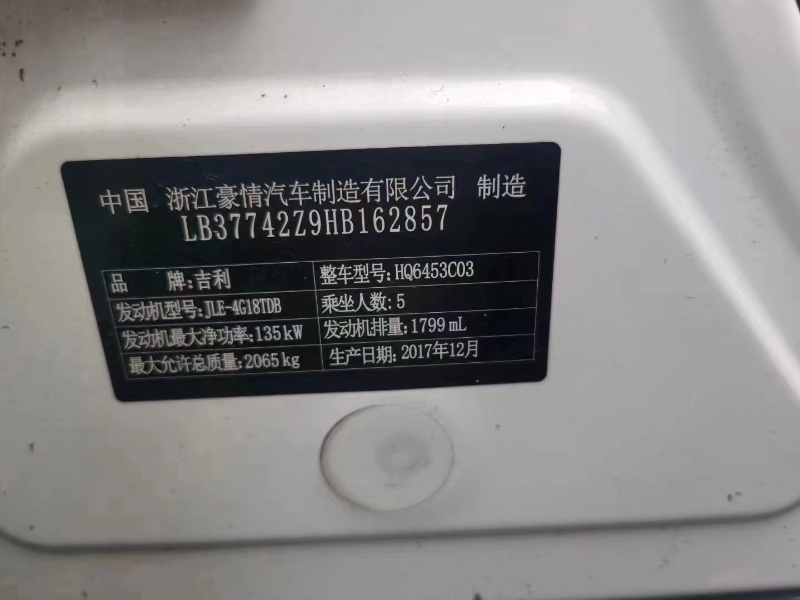 中国 浙江豪情汽车制造有限公司 制造
LB37742Z9HB162857
品 牌:吉利 整车型号:HQ6453C03
发动机型号:JLE-4G18TDB 乘坐人数:5
发动机最大净功率:135kW 发动机排量:1799 mL
最大允许总质量:2065kg 生产日期:2017年12月